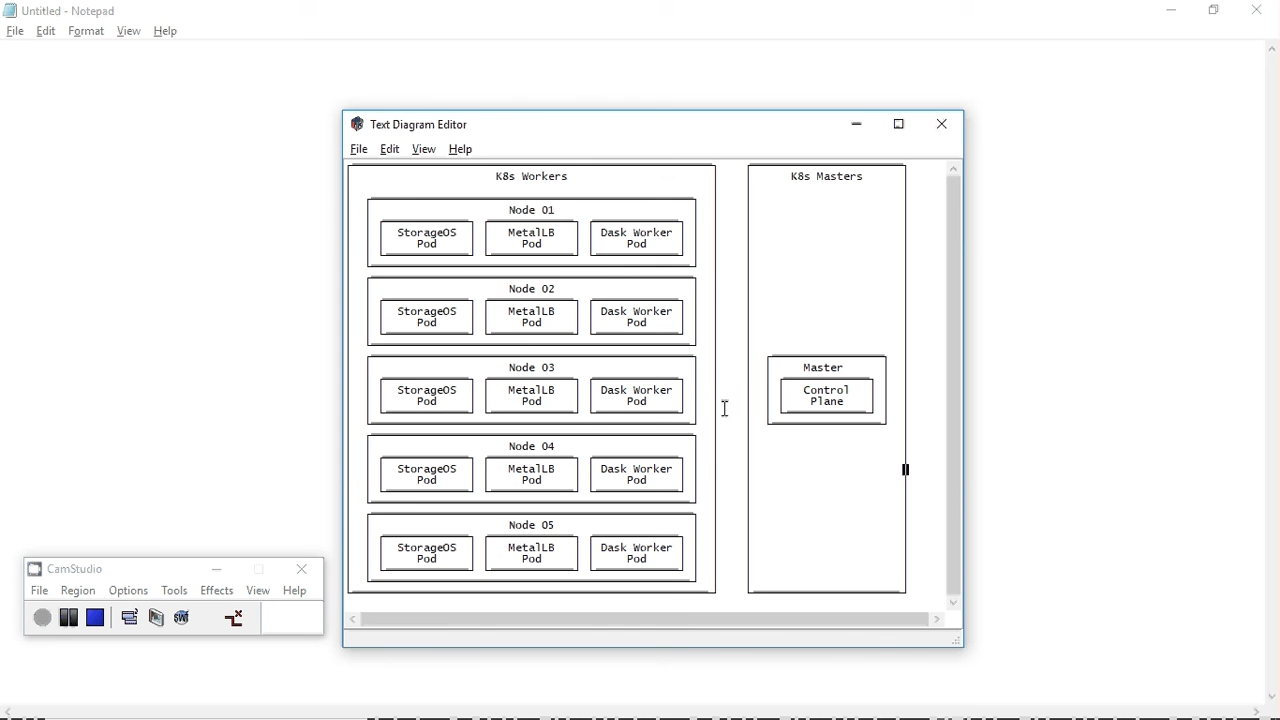 Untitled - Notepad
File Edit Format View Help
Text Diagram Editor
File Edit View Help
K8s Workers
K8s Masters
Node 01
StorageOS
Pod
MetalLB
Pod
Dask Worker
Pod
Node 02
StorageOS
Pod
MetalLB
Pod
Dask Worker
Pod
Node 03
StorageOS
Pod
MetalLB
Pod
Dask Worker
Pod
Master
Control
Plane
Node 04
StorageOS
Pod
MetalLB
Pod
Dask Worker
Pod
Node 05
StorageOS
Pod
MetalLB
Pod
Dask Worker
Pod
CamStudio
File Region Options Tools Effects View Help
SWF